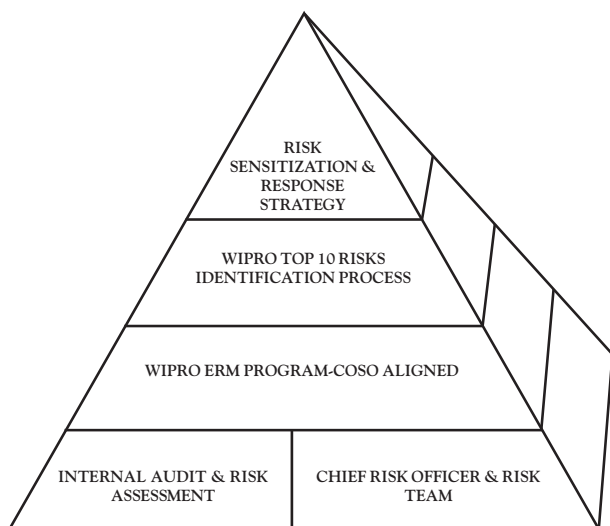 RISK
SENSITIZATION &
RESPONSE
STRATEGY
WIPRO TOP 10 RISKS
IDENTIFICATION PROCESS
WIPRO ERM PROGRAM-COSO ALIGNED
INTERNAL AUDIT & RISK
ASSESSMENT
CHIEF RISK OFFICER & RISK
TEAM